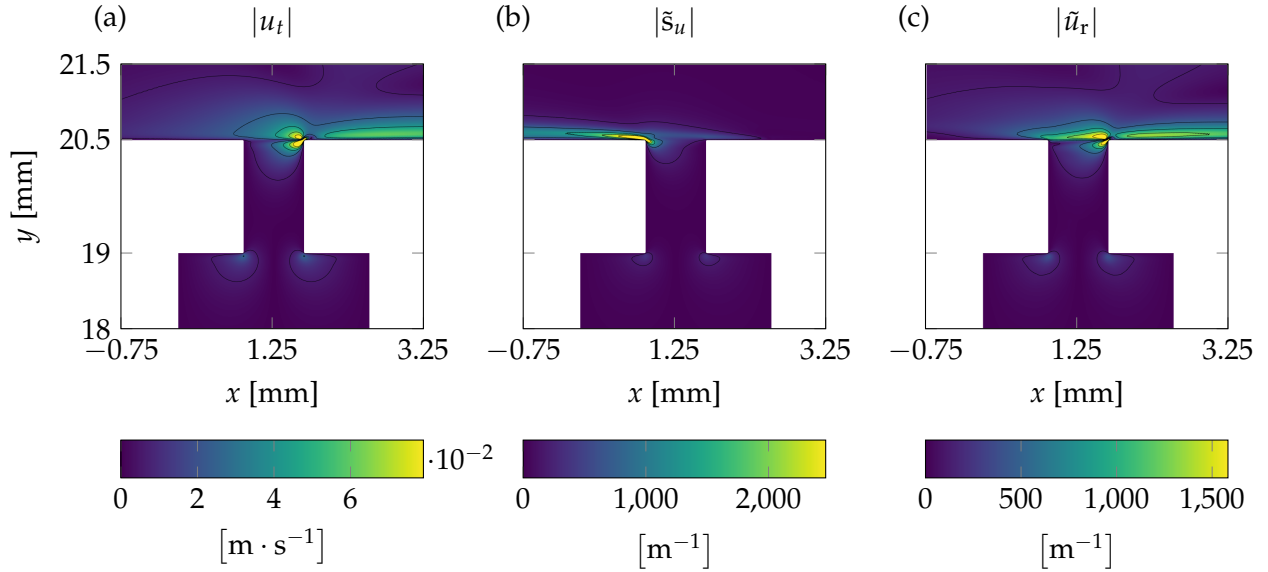 (a) |u_t| (b) |s̃_u| (c) |ũ_r|
21.5
20.5
y [mm]
19
18
−0.75 1.25 3.25 −0.75 1.25 3.25 −0.75 1.25 3.25
x [mm] x [mm] x [mm]
·10⁻²
0 2 4 6 0 1,000 2,000 0 500 1,000 1,500
[m · s⁻¹] [m⁻¹] [m⁻¹]